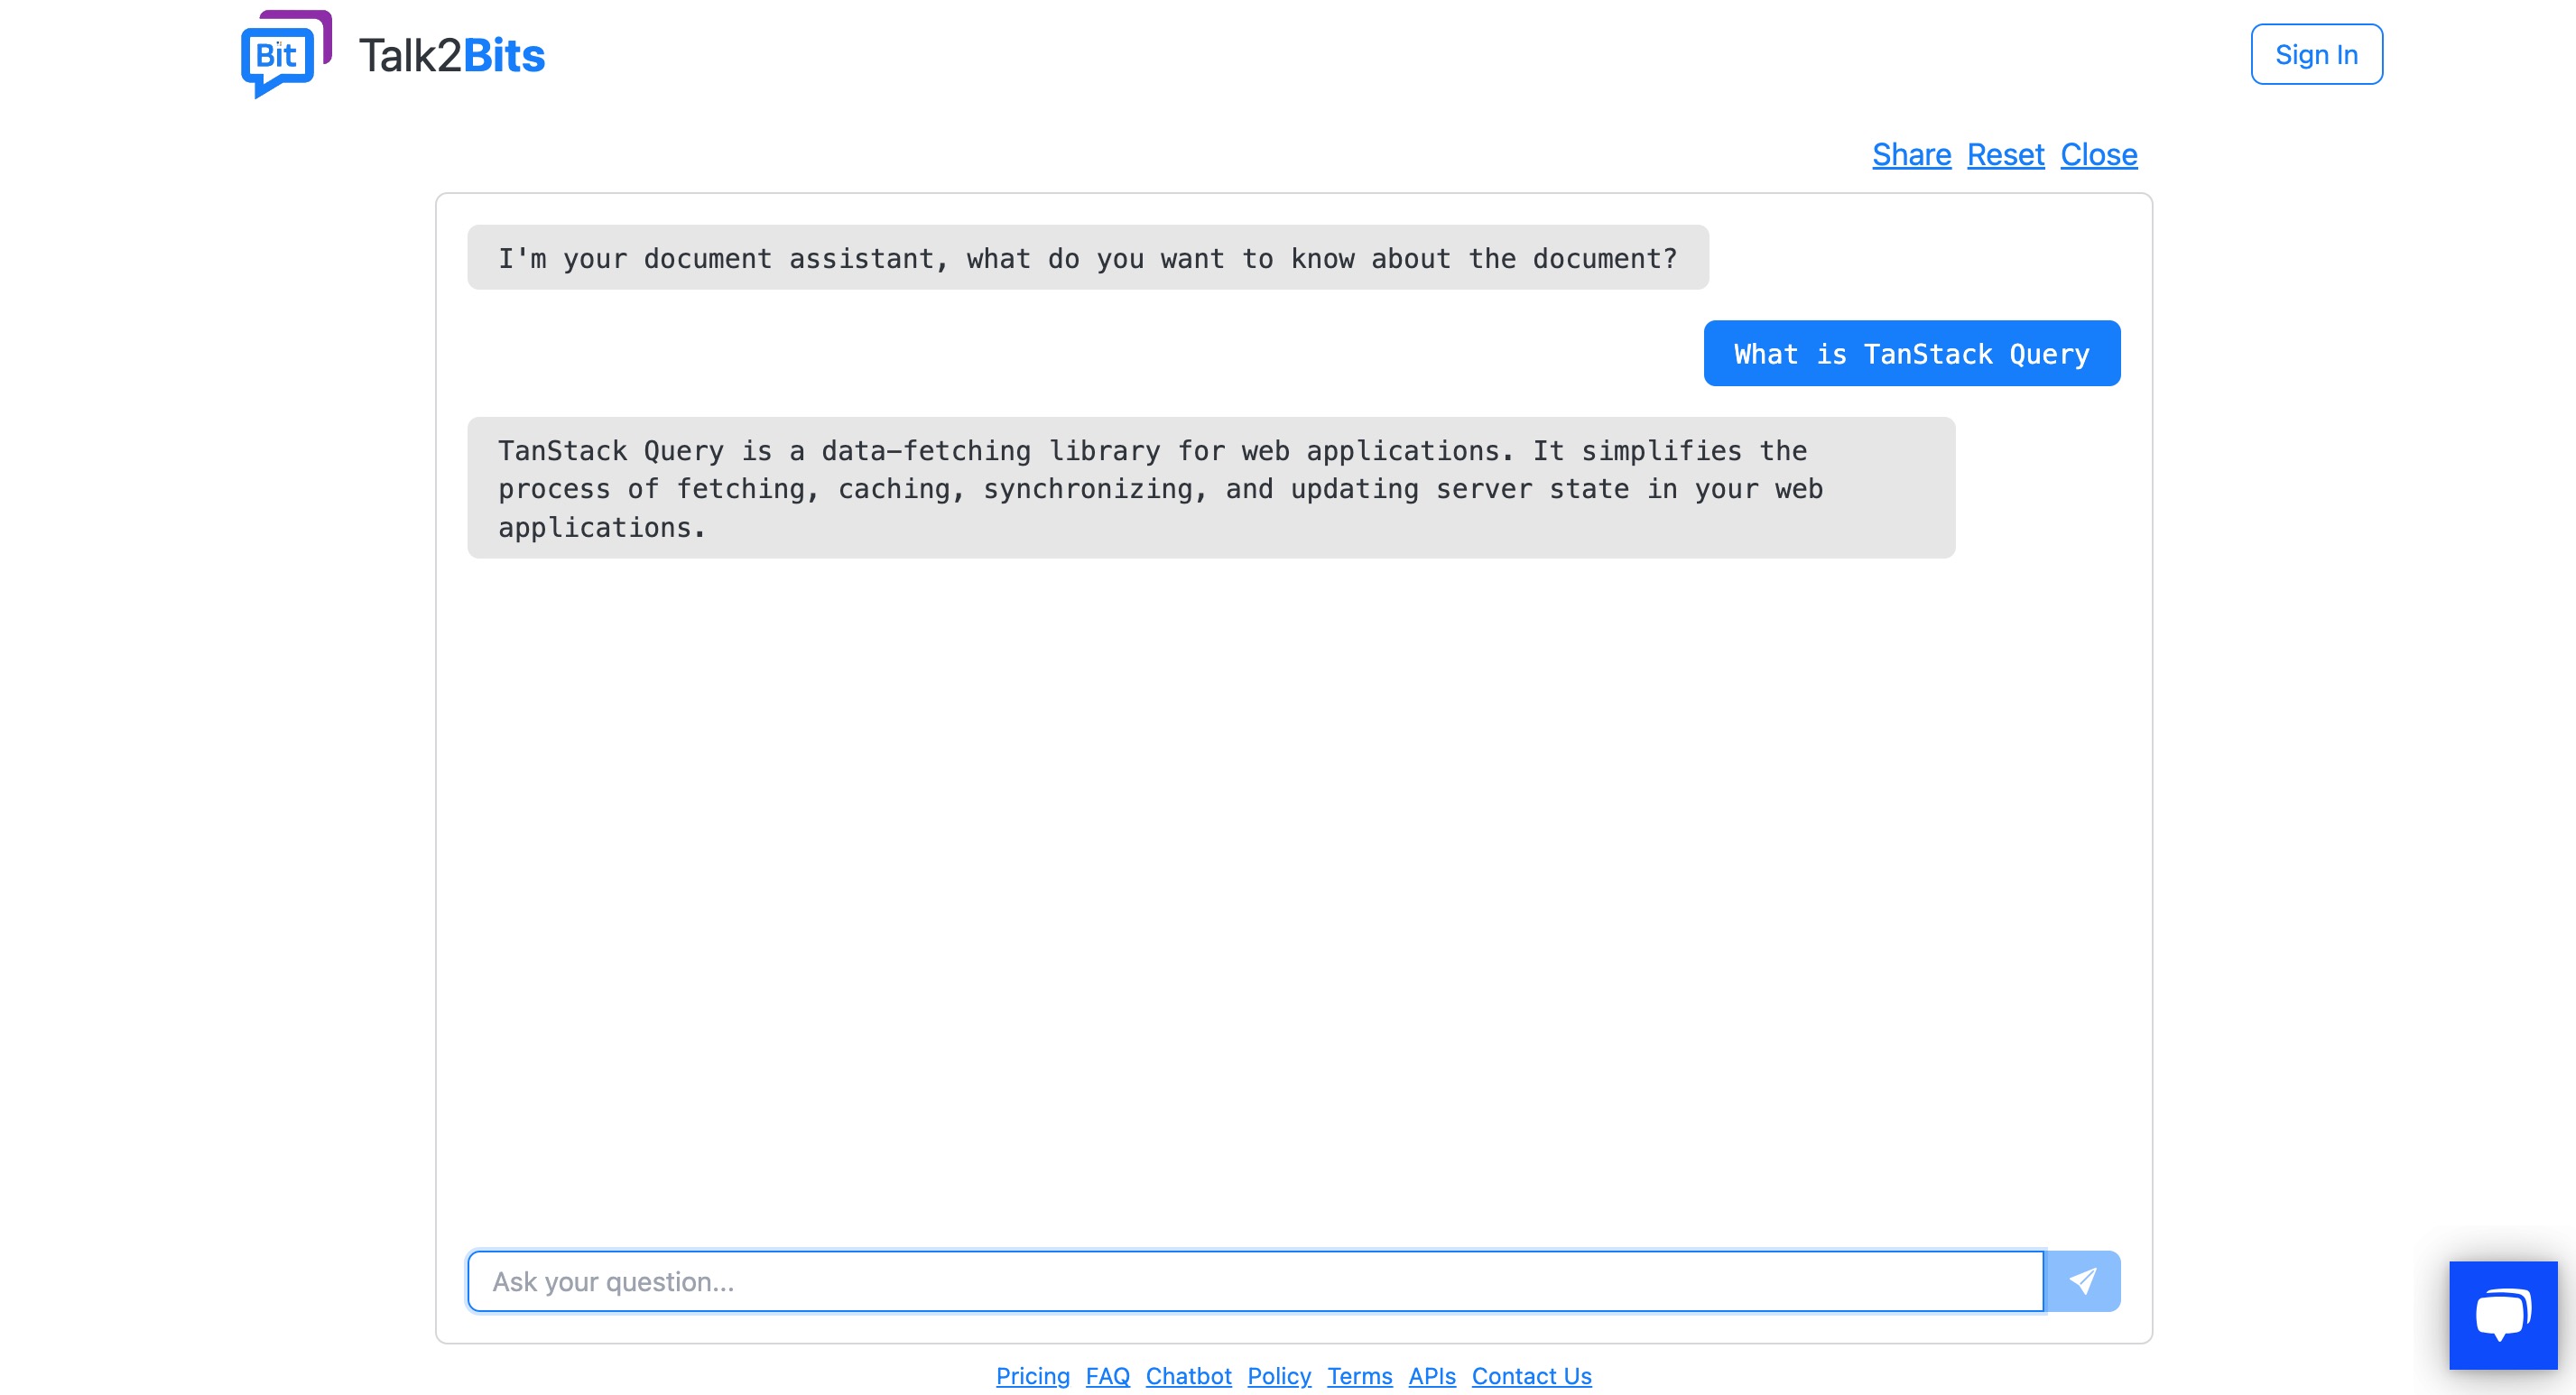 Bit
Talk2Bits
Sign In
Share Reset Close
I'm your document assistant, what do you want to know about the document?
What is TanStack Query
TanStack Query is a data-fetching library for web applications. It simplifies the
process of fetching, caching, synchronizing, and updating server state in your web
applications.
Ask your question...
Pricing FAQ Chatbot Policy Terms APIs Contact Us